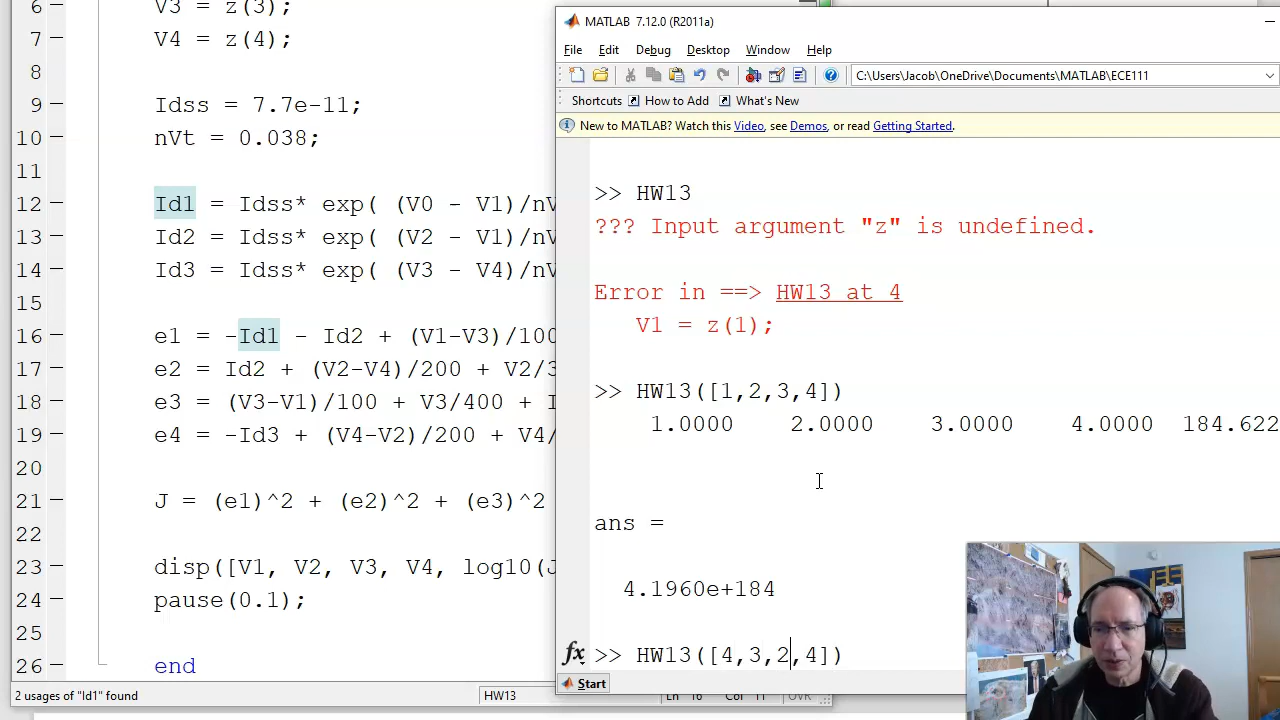 6 V3 = z(3);
7 V4 = z(4);
8
9 Idss = 7.7e-11;
10 nVt = 0.038;
11
12 Id1 = Idss* exp( (V0 - V1)/nV
13 Id2 = Idss* exp( (V2 - V1)/nV
14 Id3 = Idss* exp( (V3 - V4)/nV
15
16 e1 = -Id1 - Id2 + (V1-V3)/100
17 e2 = Id2 + (V2-V4)/200 + V2/3
18 e3 = (V3-V1)/100 + V3/400 + I
19 e4 = -Id3 + (V4-V2)/200 + V4/
20
21 J = (e1)^2 + (e2)^2 + (e3)^2
22
23 disp([V1, V2, V3, V4, log10(J
24 pause(0.1);
25
26 end
2 usages of "Id1" found
HW13
Ln 16 Col 11 OVR
MATLAB 7.12.0 (R2011a)
File Edit Debug Desktop Window Help
C:\Users\Jacob\OneDrive\Documents\MATLAB\ECE111
Shortcuts How to Add What's New
New to MATLAB? Watch this Video, see Demos, or read Getting Started.
>> HW13
??? Input argument "z" is undefined.
Error in ==> HW13 at 4
V1 = z(1);
>> HW13([1,2,3,4])
1.0000 2.0000 3.0000 4.0000 184.622
ans =
4.1960e+184
fx >> HW13([4,3,2,4])
Start